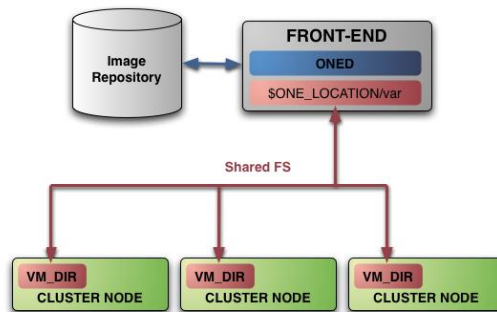 FRONT-END
Image
Repository
ONED
$ONE_LOCATION/var
Shared FS
VM_DIR
CLUSTER NODE
VM_DIR
CLUSTER NODE
VM_DIR
CLUSTER NODE